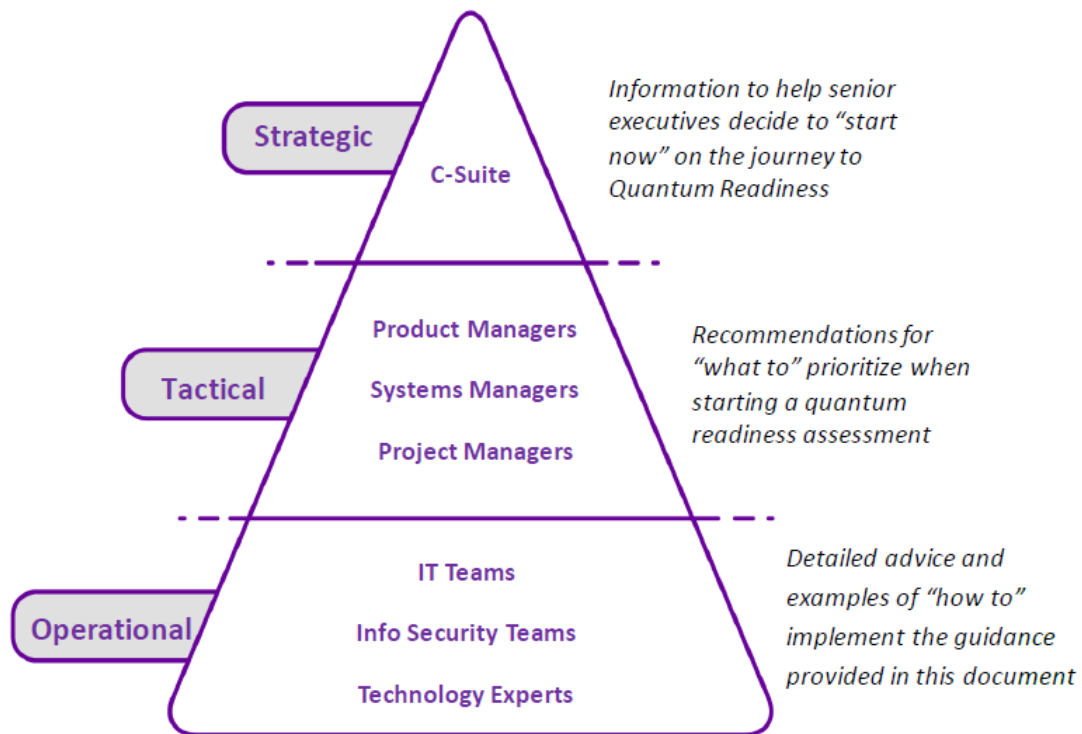 Strategic
C-Suite
Information to help senior
executives decide to “start
now” on the journey to
Quantum Readiness
Tactical
Product Managers
Systems Managers
Project Managers
Recommendations for
“what to” prioritize when
starting a quantum
readiness assessment
Operational
IT Teams
Info Security Teams
Technology Experts
Detailed advice and
examples of “how to”
implement the guidance
provided in this document